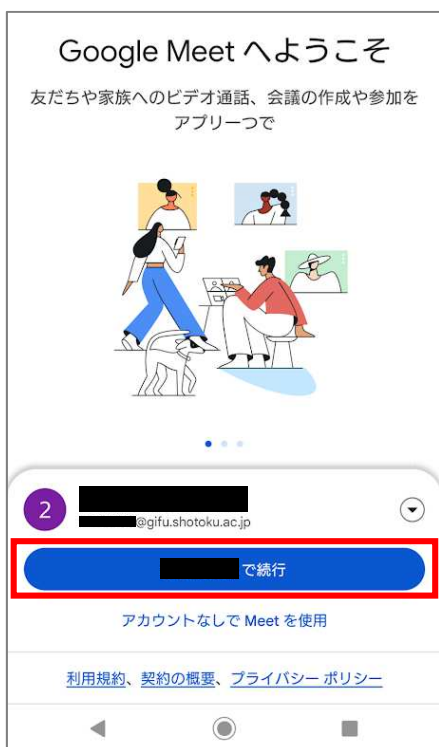 Google Meet へようこそ
友だちや家族へのビデオ通話、会議の作成や参加を
アプリ一つで
2
@gifu.shotoku.ac.jp
で続行
アカウントなしで Meet を使用
利用規約、契約の概要、プライバシー ポリシー